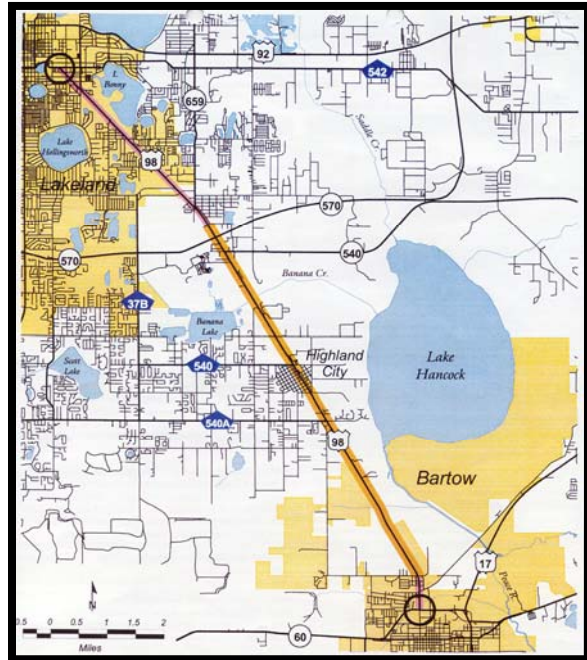 92
542
L.
Bonny
659
Lake
Hollingsworth
98
Saddle Cr.
Lakeland
570
540
570
Banana Cr.
37B
Banana
Lake
Scott
Lake
540
Highland
City
Lake
Hancock
540A
98
Bartow
17
Peace R.
N
0.5 0 0.5 1 1.5 2
Miles
60